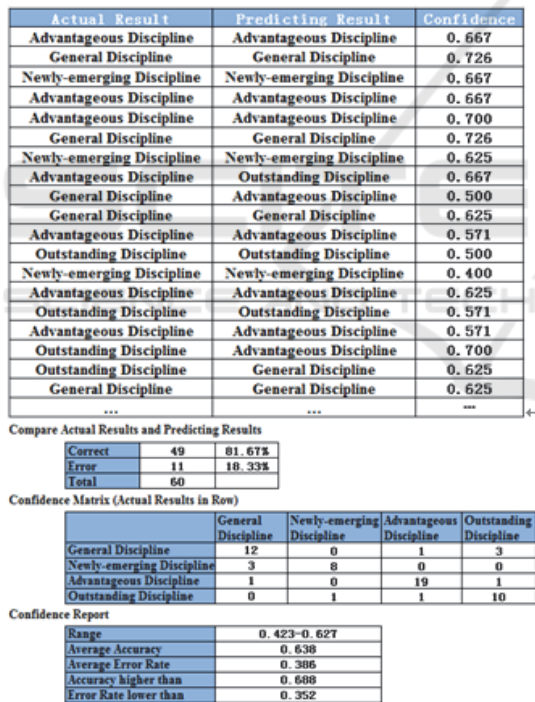 Actual Result Predicting Result Confidence
Advantageous Discipline Advantageous Discipline 0.667
General Discipline General Discipline 0.726
Newly-emerging Discipline Newly-emerging Discipline 0.667
Advantageous Discipline Advantageous Discipline 0.667
Advantageous Discipline Advantageous Discipline 0.700
General Discipline General Discipline 0.726
Newly-emerging Discipline Newly-emerging Discipline 0.625
Advantageous Discipline Outstanding Discipline 0.667
General Discipline Advantageous Discipline 0.500
General Discipline General Discipline 0.625
Advantageous Discipline Advantageous Discipline 0.571
Outstanding Discipline Outstanding Discipline 0.500
Newly-emerging Discipline Newly-emerging Discipline 0.400
Advantageous Discipline Advantageous Discipline 0.625
Outstanding Discipline Outstanding Discipline 0.571
Advantageous Discipline Advantageous Discipline 0.571
Outstanding Discipline Advantageous Discipline 0.700
Outstanding Discipline General Discipline 0.625
General Discipline General Discipline 0.625
... ... ...
Compare Actual Results and Predicting Results
Correct 49 81.67%
Error 11 18.33%
Total 60
Confidence Matrix (Actual Results in Row)
General Newly-emerging Advantageous Outstanding
Discipline Discipline Discipline Discipline
General Discipline 12 0 1 3
Newly-emerging Discipline 3 8 0 0
Advantageous Discipline 1 0 19 1
Outstanding Discipline 0 1 1 10
Confidence Report
Range 0.423-0.627
Average Accuracy 0.638
Average Error Rate 0.386
Accuracy higher than 0.688
Error Rate lower than 0.352